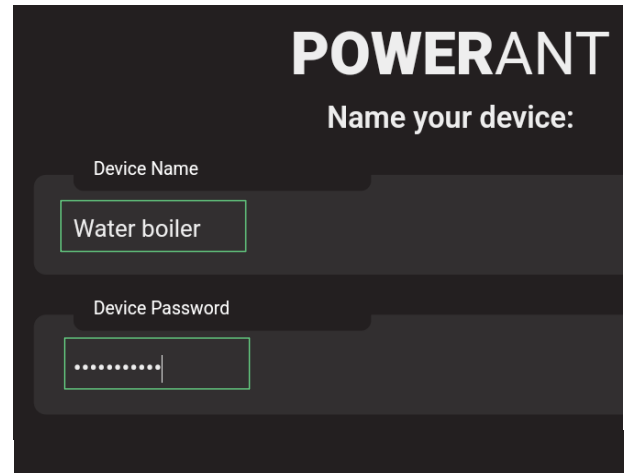 POWERANT
Name your device:
Device Name
Water boiler
Device Password
•••••••••••